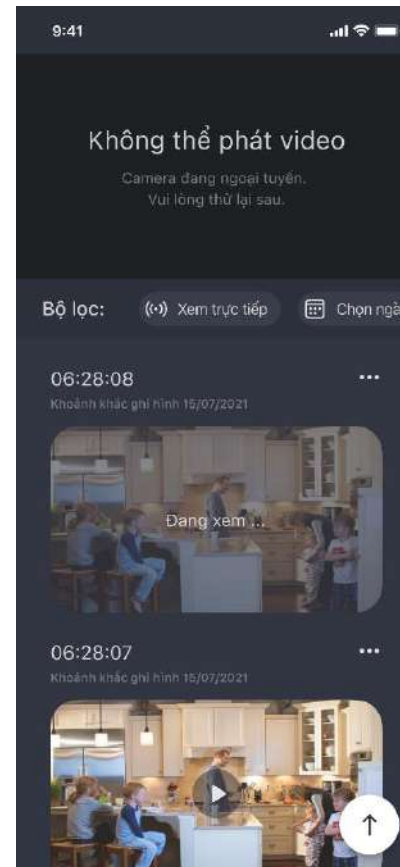 9:41
Không thể phát video
Camera đang ngoại tuyến.
Vui lòng thử lại sau.
Bộ lọc:
Xem trực tiếp
Chọn ngà
06:28:08
Khoảnh khắc ghi hình 15/07/2021
Đang xem ...
06:28:07
Khoảnh khắc ghi hình 15/07/2021